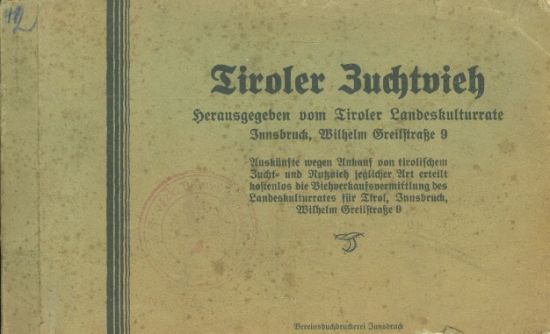 42
Tiroler Zuchtvieh
Herausgegeben vom Tiroler Landeskulturrate
Innsbruck, Wilhelm Greilstraße 9
Auskünfte wegen Ankauf von tirolischem
Zucht- und Nutzvieh jeglicher Art erteilt
kostenlos die Viehverkaufsvermittlung des
Landeskulturrates für Tirol, Innsbruck,
Wilhelm Greilstraße 9
Vereinsbuchdruckerei Innsbruck